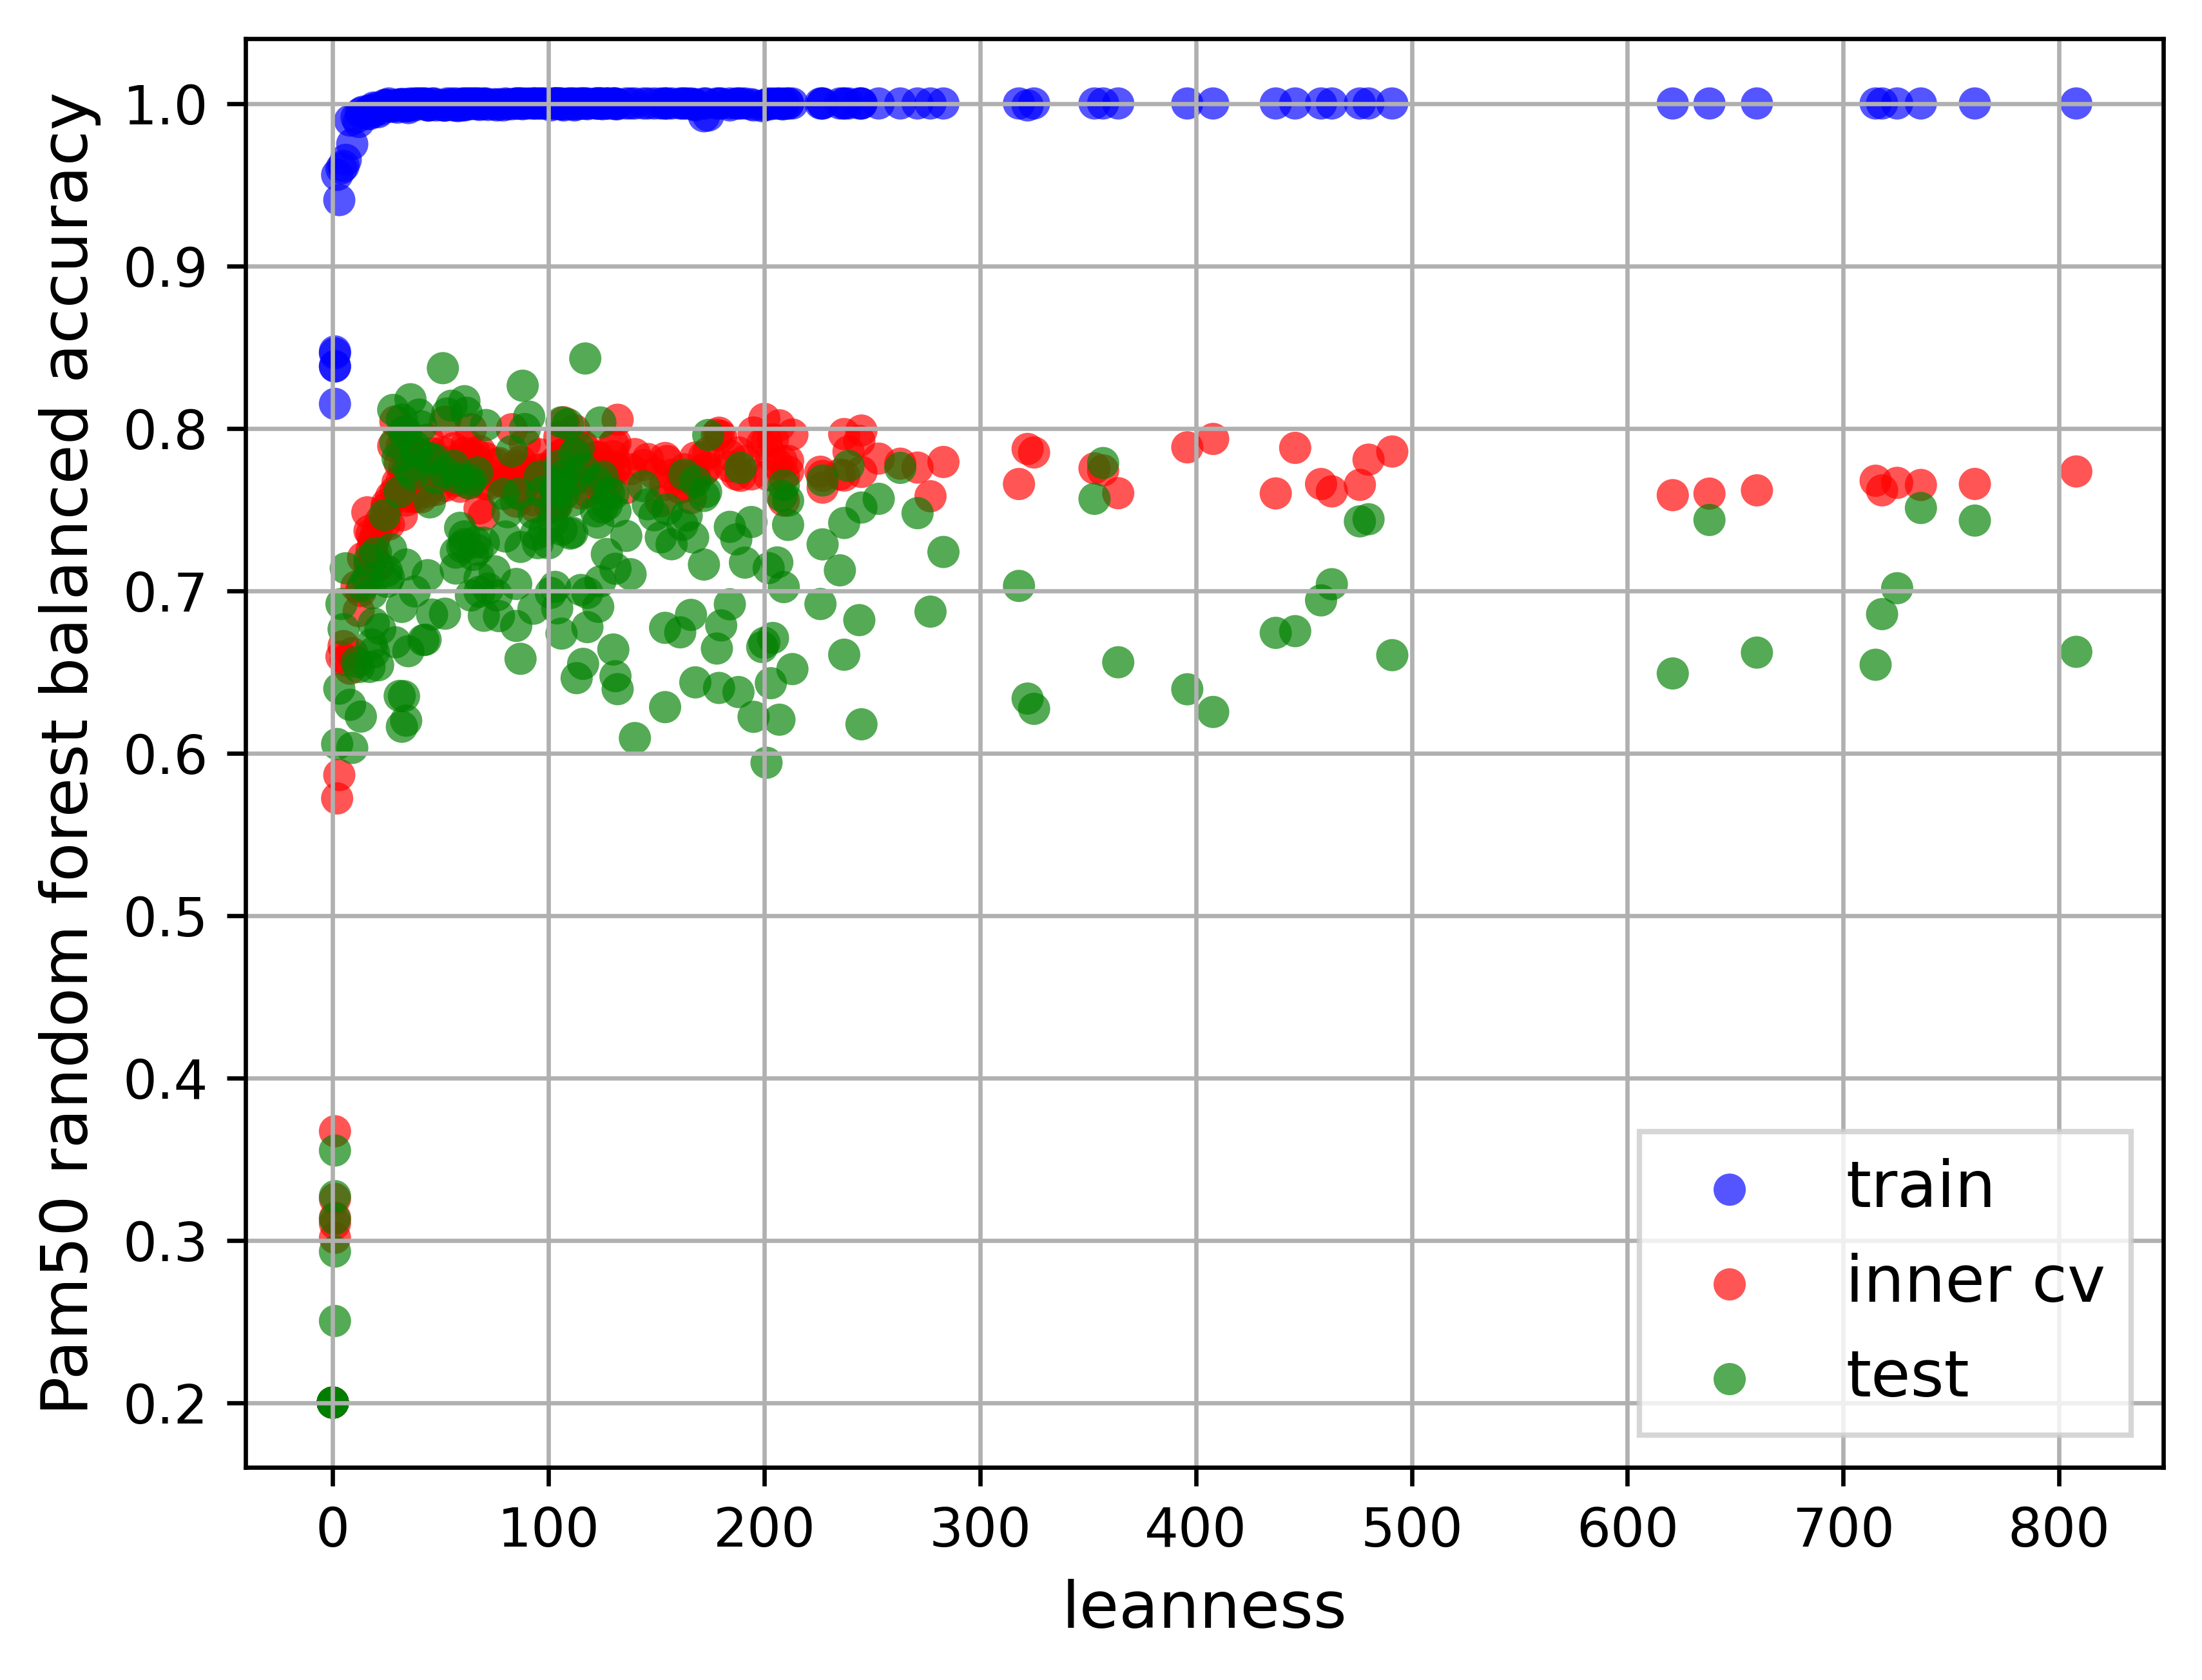 Pam50 random forest balanced accuracy
1.0
0.9
0.8
0.7
0.6
0.5
0.4
0.3
0.2
train
inner cv
test
0 100 200 300 400 500 600 700 800
leanness